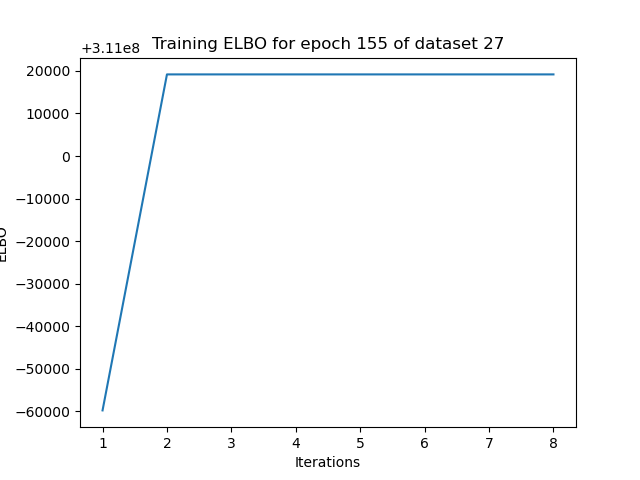 Training ELBO for epoch 155 of dataset 27
+3.11e8
20000
10000
0
−10000
−20000
−30000
−40000
−50000
−60000
ELBO
1 2 3 4 5 6 7 8
Iterations